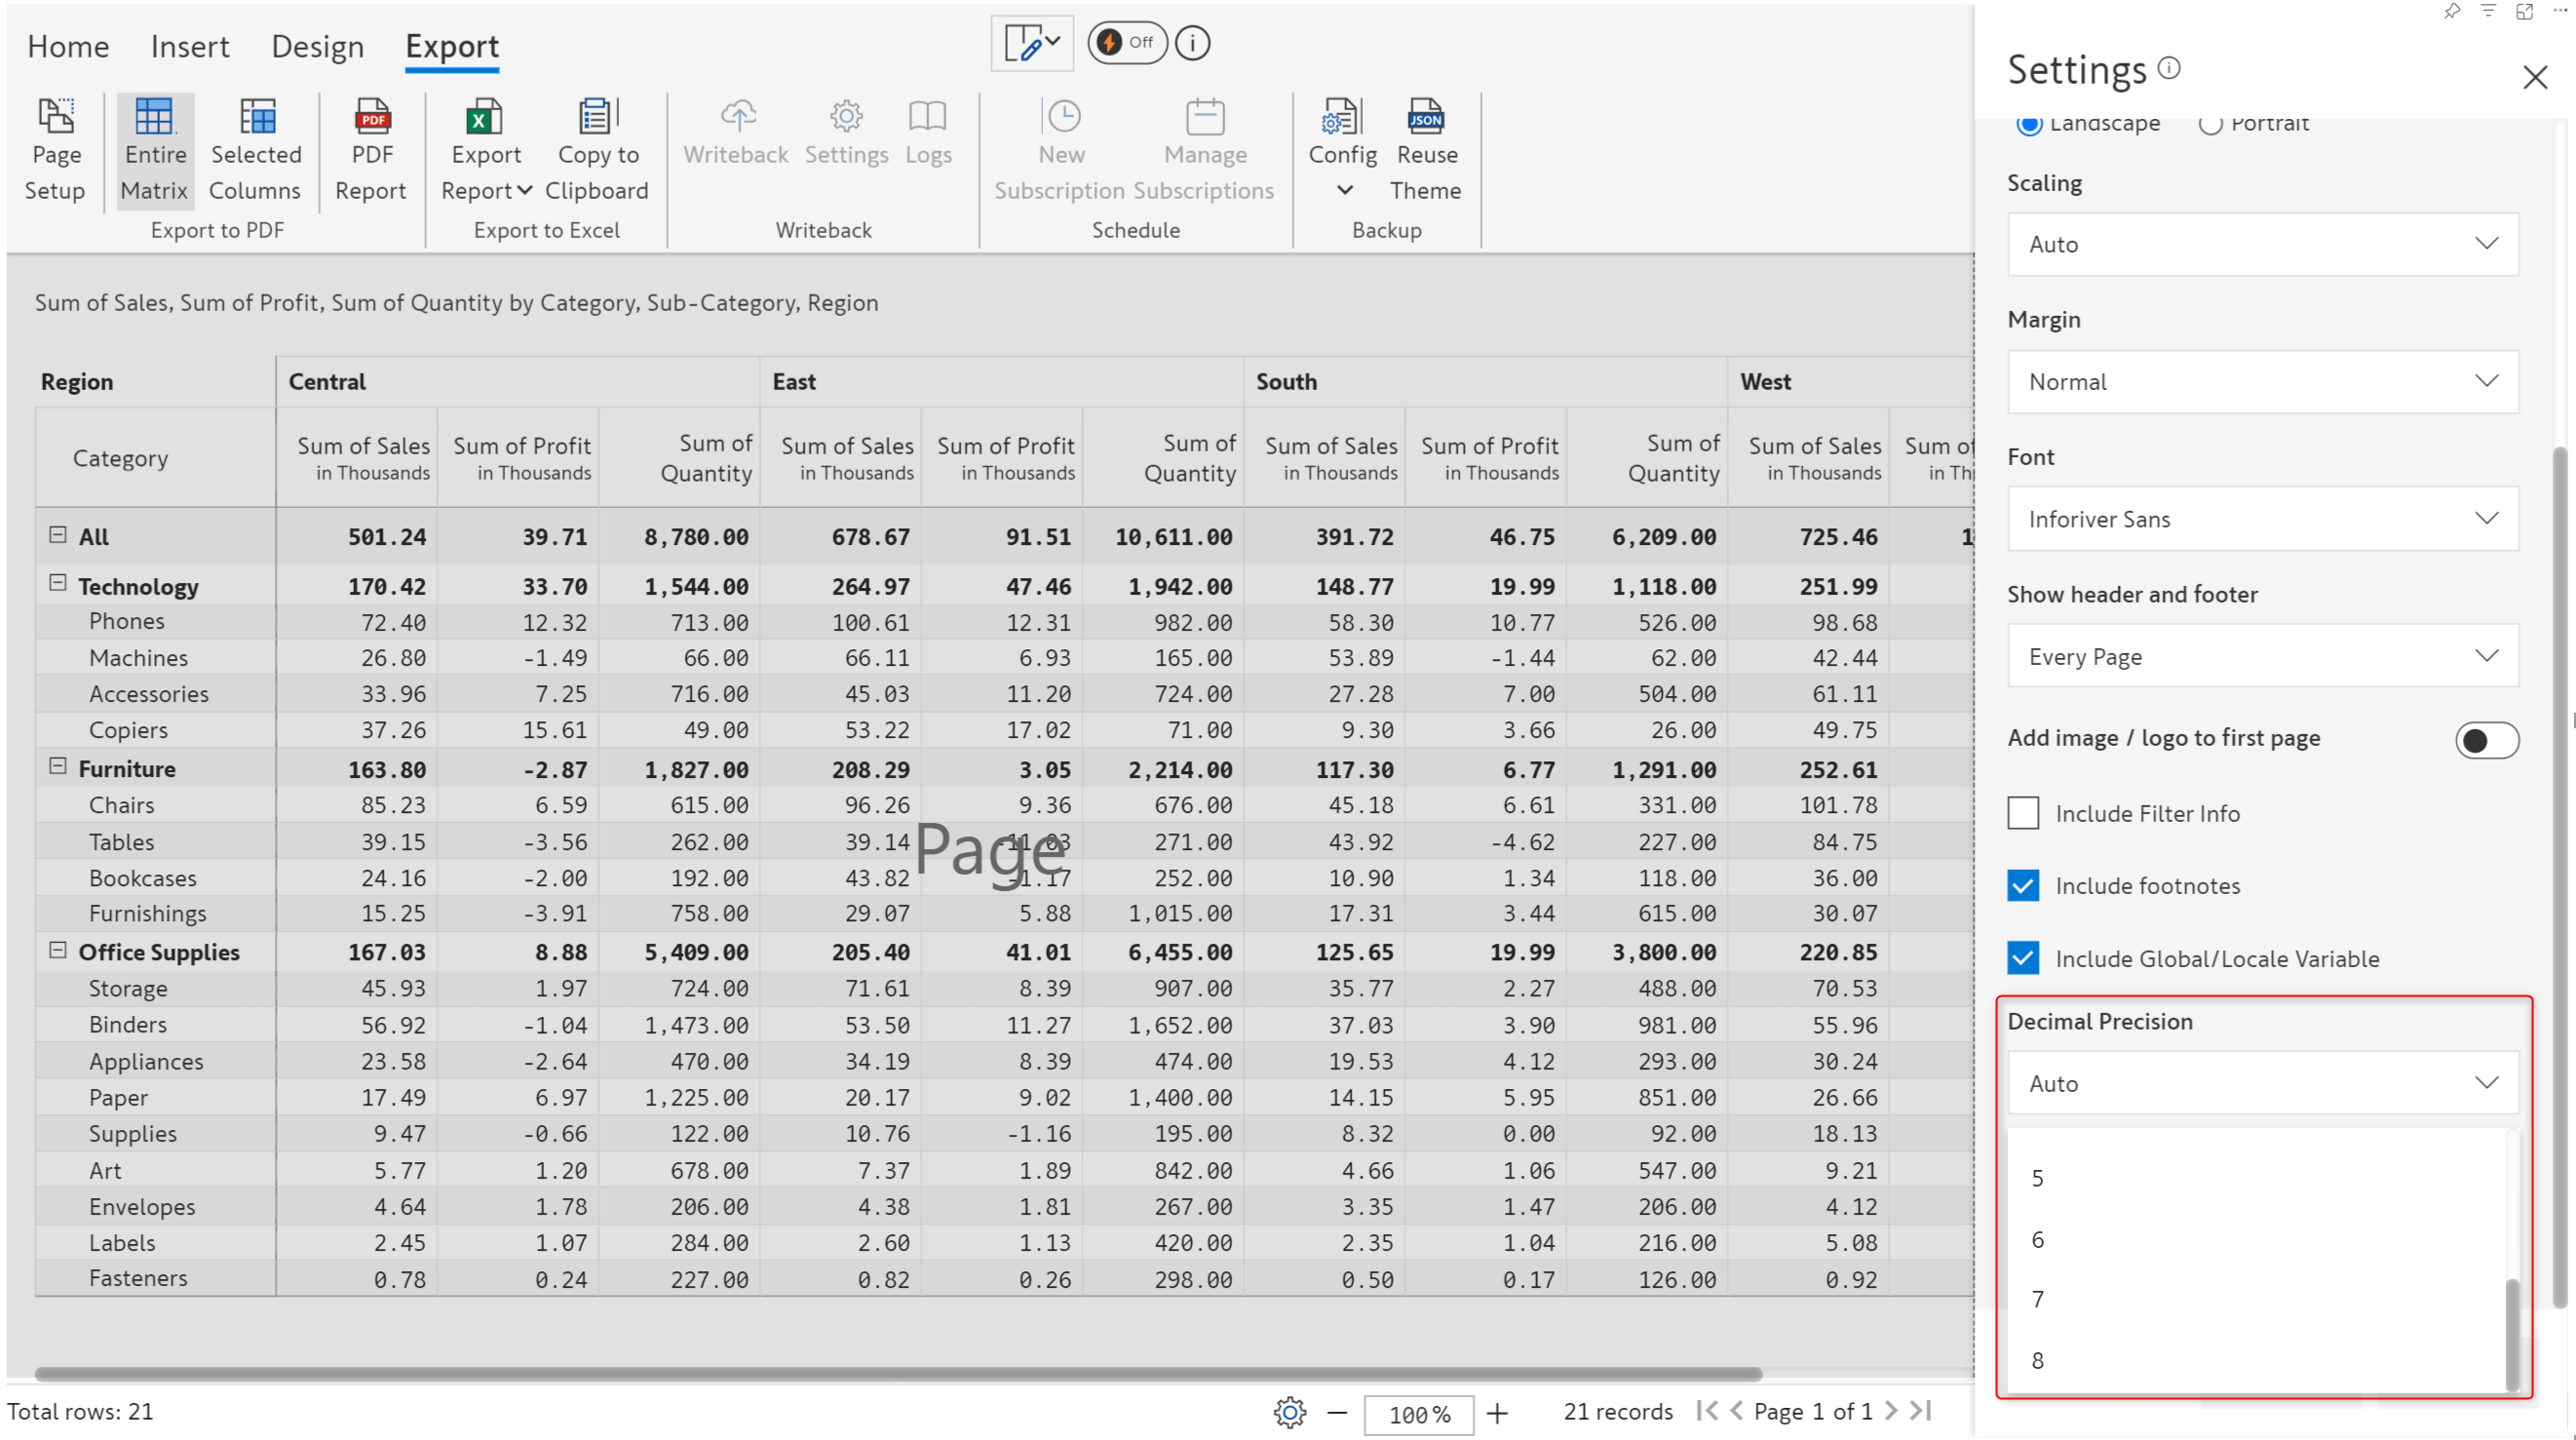 Home Insert Design Export
Off
Settings
Page Setup
Entire Matrix
Selected Columns
PDF Report
Export Report
Copy to Clipboard
Writeback
Settings
Logs
New Subscription
Manage Subscriptions
Config
JSON
Reuse Theme
PDF
X
Export to PDF
Export to Excel
Writeback
Schedule
Backup
Sum of Sales, Sum of Profit, Sum of Quantity by Category, Sub-Category, Region
Region Central East South West
Category Sum of Sales in Thousands Sum of Profit in Thousands Sum of Quantity Sum of Sales in Thousands Sum of Profit in Thousands Sum of Quantity Sum of Sales in Thousands Sum of Profit in Thousands Sum of Quantity Sum of Sales in Thousands Sum of in Th
All 501.24 39.71 8,780.00 678.67 91.51 10,611.00 391.72 46.75 6,209.00 725.46 1
Technology 170.42 33.70 1,544.00 264.97 47.46 1,942.00 148.77 19.99 1,118.00 251.99
Phones 72.40 12.32 713.00 100.61 12.31 982.00 58.30 10.77 526.00 98.68
Machines 26.80 -1.49 66.00 66.11 6.93 165.00 53.89 -1.44 62.00 42.44
Accessories 33.96 7.25 716.00 45.03 11.20 724.00 27.28 7.00 504.00 61.11
Copiers 37.26 15.61 49.00 53.22 17.02 71.00 9.30 3.66 26.00 49.75
Furniture 163.80 -2.87 1,827.00 208.29 3.05 2,214.00 117.30 6.77 1,291.00 252.61
Chairs 85.23 6.59 615.00 96.26 9.36 676.00 45.18 6.61 331.00 101.78
Tables 39.15 -3.56 262.00 39.14 271.00 43.92 -4.62 227.00 84.75
Page
Bookcases 24.16 -2.00 192.00 43.82 -1.17 252.00 10.90 1.34 118.00 36.00
Furnishings 15.25 -3.91 758.00 29.07 5.88 1,015.00 17.31 3.44 615.00 30.07
Office Supplies 167.03 8.88 5,409.00 205.40 41.01 6,455.00 125.65 19.99 3,800.00 220.85
Storage 45.93 1.97 724.00 71.61 8.39 907.00 35.77 2.27 488.00 70.53
Binders 56.92 -1.04 1,473.00 53.50 11.27 1,652.00 37.03 3.90 981.00 55.96
Appliances 23.58 -2.64 470.00 34.19 8.39 474.00 19.53 4.12 293.00 30.24
Paper 17.49 6.97 1,225.00 20.17 9.02 1,400.00 14.15 5.95 851.00 26.66
Supplies 9.47 -0.66 122.00 10.76 -1.16 195.00 8.32 0.00 92.00 18.13
Art 5.77 1.20 678.00 7.37 1.89 842.00 4.66 1.06 547.00 9.21
Envelopes 4.64 1.78 206.00 4.38 1.81 267.00 3.35 1.47 206.00 4.12
Labels 2.45 1.07 284.00 2.60 1.13 420.00 2.35 1.04 216.00 5.08
Fasteners 0.78 0.24 227.00 0.82 0.26 298.00 0.50 0.17 126.00 0.92
Total rows: 21
100%
21 records
Page 1 of 1
Landscape Portrait
Scaling
Auto
Margin
Normal
Font
Inforiver Sans
Show header and footer
Every Page
Add image / logo to first page
Include Filter Info
Include footnotes
Include Global/Locale Variable
Decimal Precision
Auto
5
6
7
8